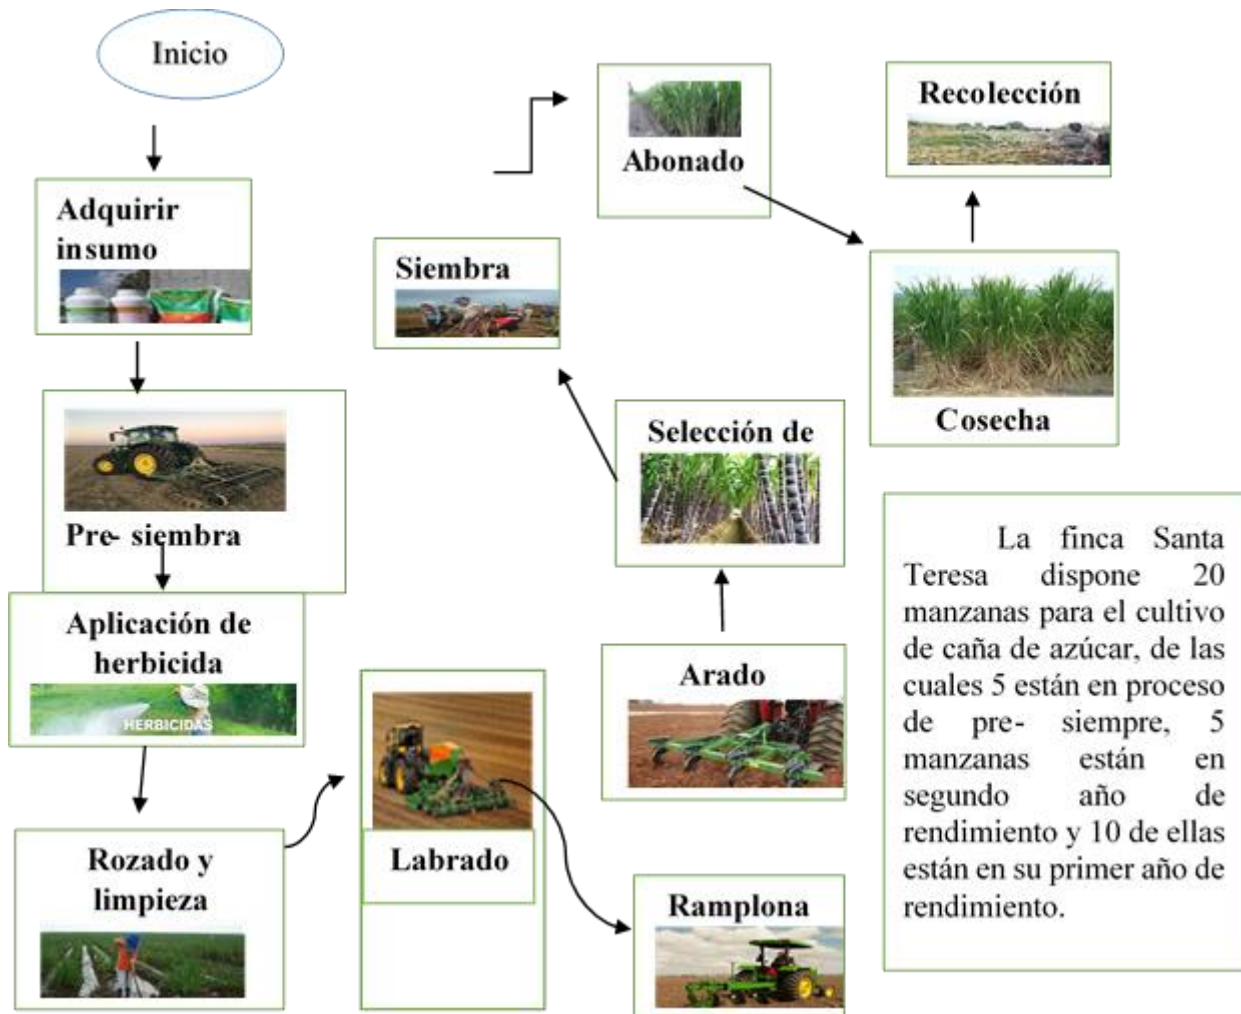 Inicio
Adquirir
insumo
Pre- siembra
Aplicación de
herbicida
HERBICIDAS
Rozado y
limpieza
Labrado
Ramplona
Arado
Selección de
Siembra
Abonado
Cosecha
Recolección
La finca Santa
Teresa dispone 20
manzanas para el cultivo
de caña de azúcar, de las
cuales 5 están en proceso
de pre- siempre, 5
manzanas están en
segundo año de
rendimiento y 10 de ellas
están en su primer año de
rendimiento.